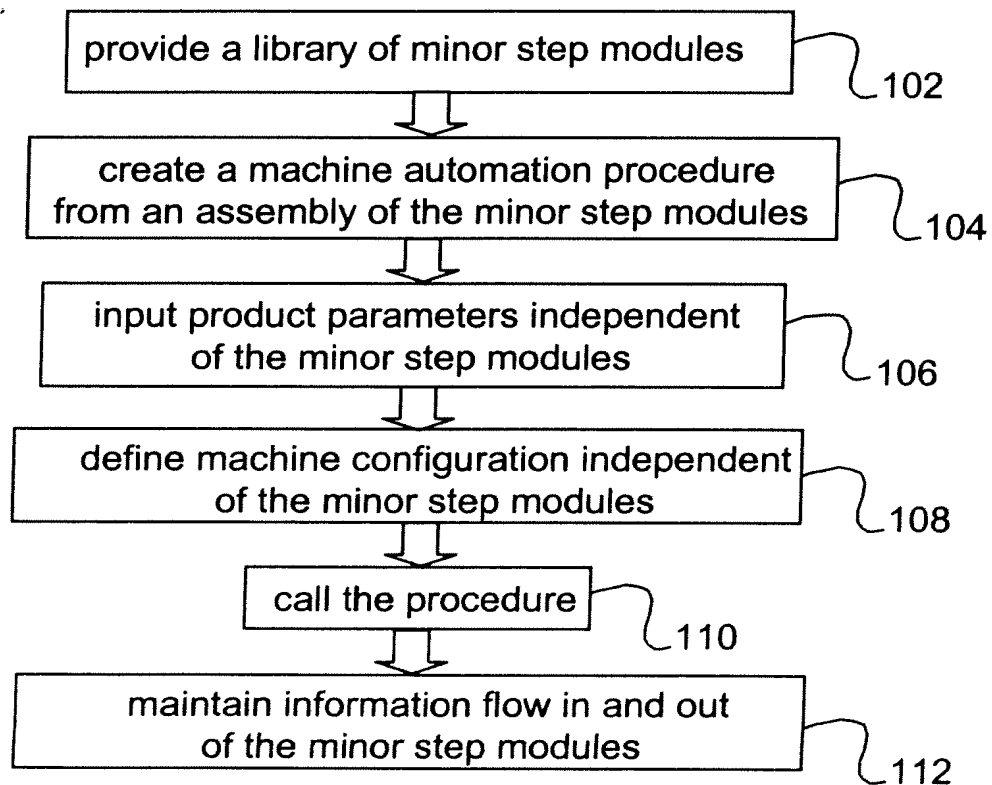 provide a library of minor step modules
102
create a machine automation procedure
from an assembly of the minor step modules
104
input product parameters independent
of the minor step modules
106
define machine configuration independent
of the minor step modules
108
call the procedure
110
maintain information flow in and out
of the minor step modules
112